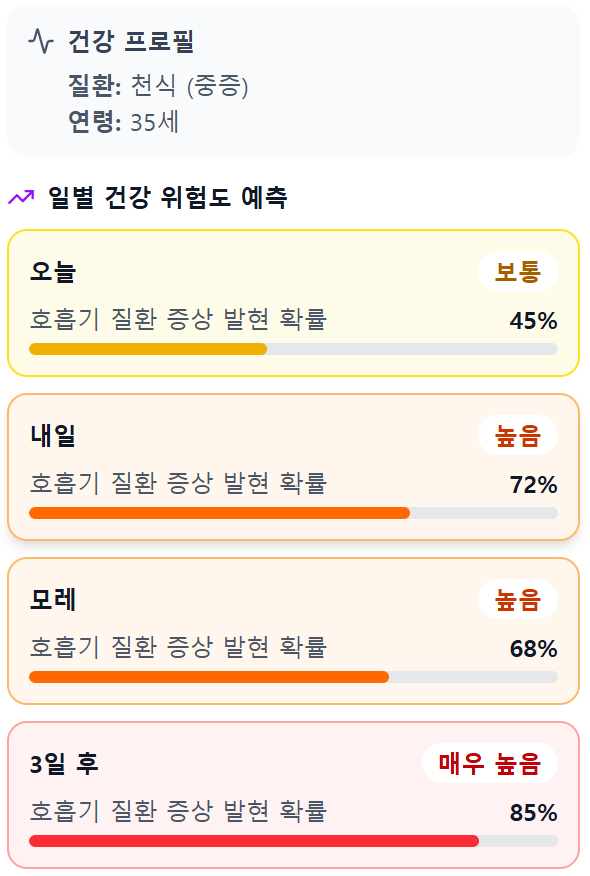 건강 프로필
질환: 천식 (중증)
연령: 35세
일별 건강 위험도 예측
오늘 보통
호흡기 질환 증상 발현 확률 45%
내일 높음
호흡기 질환 증상 발현 확률 72%
모레 높음
호흡기 질환 증상 발현 확률 68%
3일 후 매우 높음
호흡기 질환 증상 발현 확률 85%